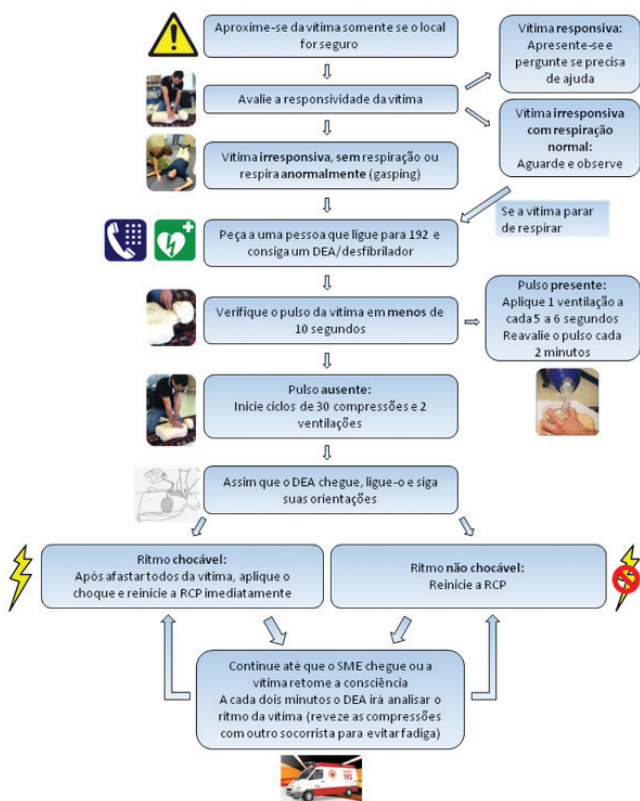 Aproxime-se da vítima somente se o local
for seguro
Vítima responsiva:
Apresente-se e
pergunte se precisa
de ajuda
Avalie a responsividade da vítima
Vítima irresponsiva
com respiração
normal:
Aguarde e observe
Vítima irresponsiva, sem respiração ou
respira anormalmente (gasping)
Se a vítima parar
de respirar
Peça a uma pessoa que ligue para 192 e
consiga um DEA/desfibrilador
Verifique o pulso da vítima em menos de
10 segundos
Pulso presente:
Aplique 1 ventilação a
cada 5 a 6 segundos
Reavalie o pulso cada
2 minutos
Pulso ausente:
Inicie ciclos de 30 compressões e 2
ventilações
Assim que o DEA chegue, ligue-o e siga
suas orientações
Ritmo chocável:
Após afastar todos da vítima, aplique o
choque e reinicie a RCP imediatamente
Ritmo não chocável:
Reinicie a RCP
Continue até que o SME chegue ou a
vítima retome a consciência
A cada dois minutos o DEA irá analisar o
ritmo da vítima (reveze as compressões
com outro socorrista para evitar fadiga)
192